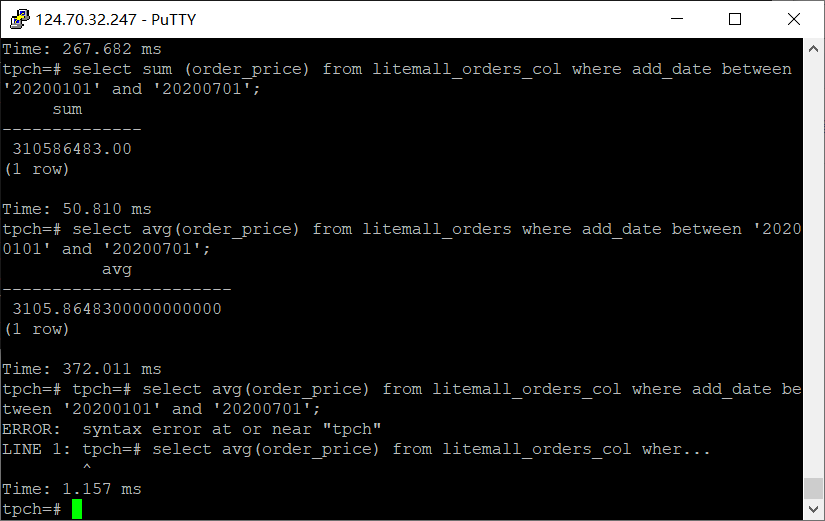 124.70.32.247 - PuTTY
Time: 267.682 ms
tpch=# select sum (order_price) from litemall_orders_col where add_date between
'20200101' and '20200701';
sum
--------------
310586483.00
(1 row)
Time: 50.810 ms
tpch=# select avg(order_price) from litemall_orders where add_date between '2020
0101' and '20200701';
avg
-----------------------
3105.8648300000000000
(1 row)
Time: 372.011 ms
tpch=# tpch=# select avg(order_price) from litemall_orders_col where add_date be
tween '20200101' and '20200701';
ERROR:  syntax error at or near "tpch"
LINE 1: tpch=# select avg(order_price) from litemall_orders_col wher...
^
Time: 1.157 ms
tpch=#